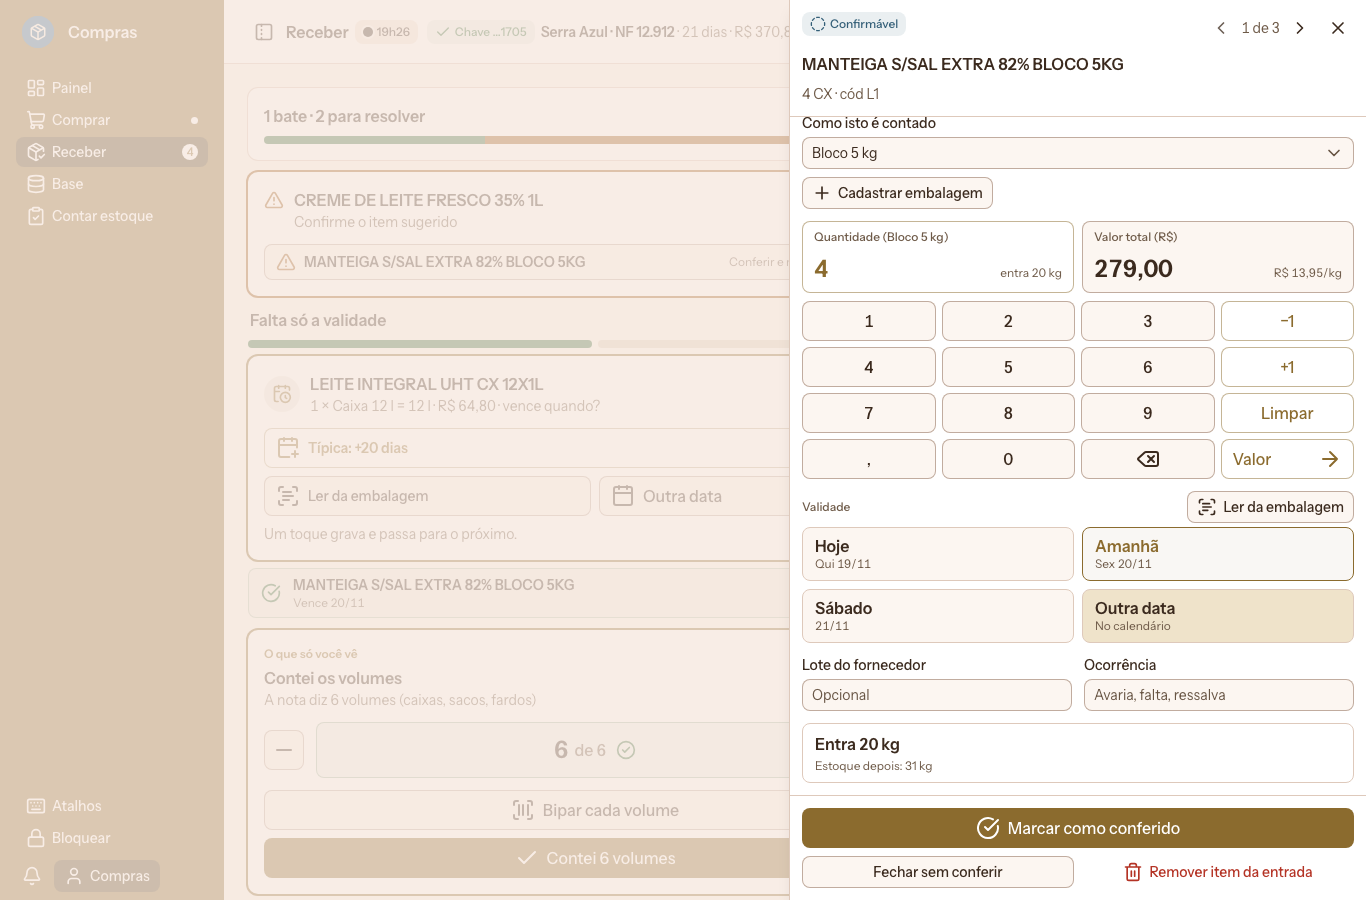 Compras
Painel
Comprar
Receber 4
Base
Contar estoque
Atalhos
Bloquear
Compras
Receber 19h26 Chave …1705 Serra Azul · NF 12.912 · 21 dias · R$ 370,8
1 bate · 2 para resolver
CREME DE LEITE FRESCO 35% 1L
Confirme o item sugerido
MANTEIGA S/SAL EXTRA 82% BLOCO 5KG Conferir e
Falta só a validade
LEITE INTEGRAL UHT CX 12X1L
1 × Caixa 12 l = 12 l · R$ 64,80 · vence quando?
Típica: +20 dias
Ler da embalagem Outra data
Um toque grava e passa para o próximo.
MANTEIGA S/SAL EXTRA 82% BLOCO 5KG
Vence 20/11
O que só você vê
Contei os volumes
A nota diz 6 volumes (caixas, sacos, fardos)
6 de 6
Bipar cada volume
Contei 6 volumes
Confirmável 1 de 3
MANTEIGA S/SAL EXTRA 82% BLOCO 5KG
4 CX · cód L1
Como isto é contado
Bloco 5 kg
Cadastrar embalagem
Quantidade (Bloco 5 kg) Valor total (R$)
4 entra 20 kg 279,00 R$ 13,95/kg
1 2 3 −1
4 5 6 +1
7 8 9 Limpar
, 0 Valor
Validade Ler da embalagem
Hoje Amanhã
Qui 19/11 Sex 20/11
Sábado Outra data
21/11 No calendário
Lote do fornecedor Ocorrência
Opcional Avaria, falta, ressalva
Entra 20 kg
Estoque depois: 31 kg
Marcar como conferido
Fechar sem conferir Remover item da entrada